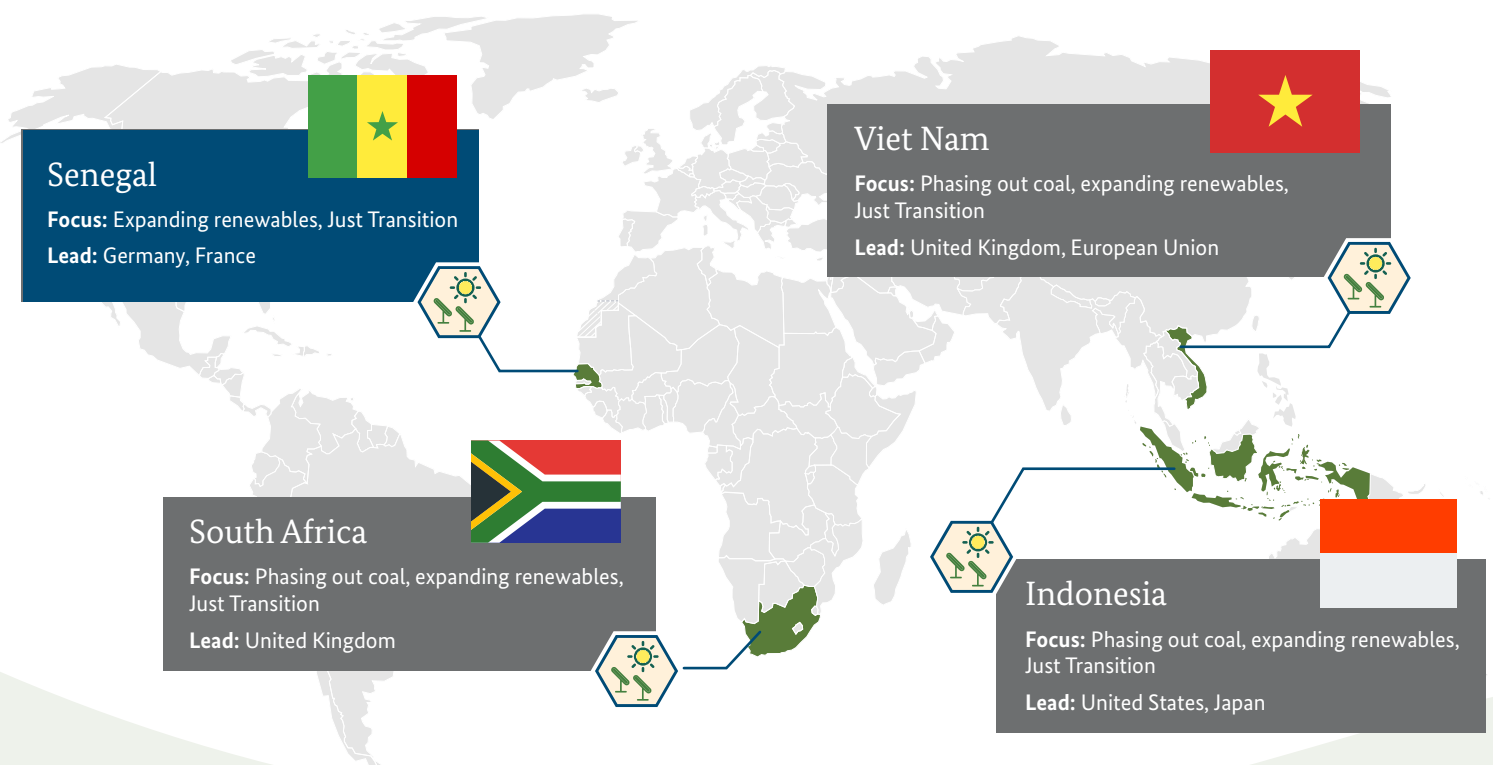 Senegal
Focus: Expanding renewables, Just Transition
Lead: Germany, France
Viet Nam
Focus: Phasing out coal, expanding renewables,
Just Transition
Lead: United Kingdom, European Union
South Africa
Focus: Phasing out coal, expanding renewables,
Just Transition
Lead: United Kingdom
Indonesia
Focus: Phasing out coal, expanding renewables,
Just Transition
Lead: United States, Japan